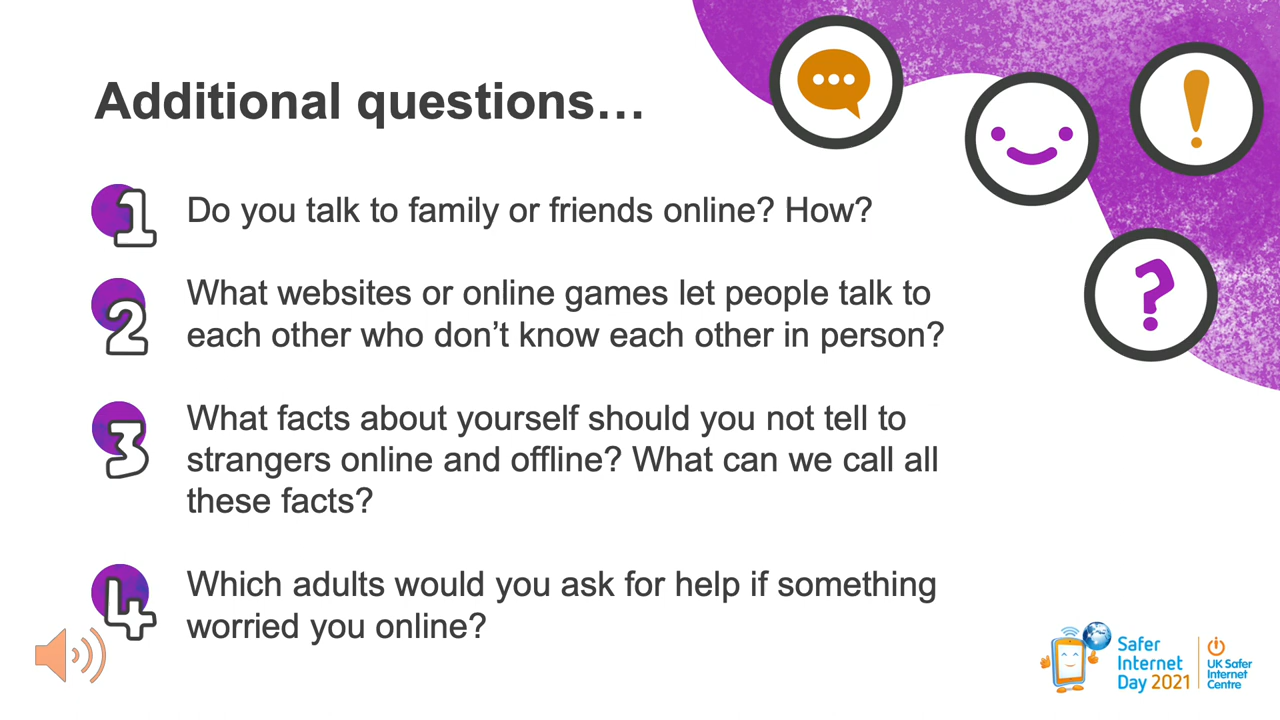 Additional questions…
1 Do you talk to family or friends online? How?
2 What websites or online games let people talk to
each other who don’t know each other in person?
3 What facts about yourself should you not tell to
strangers online and offline? What can we call all
these facts?
4 Which adults would you ask for help if something
worried you online?
!
?
Safer
Internet
Day 2021
UK Safer
Internet
Centre